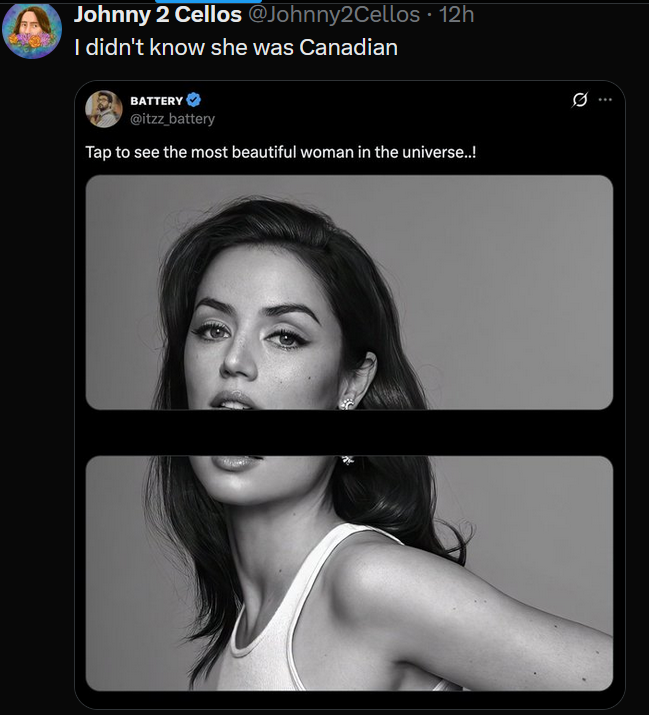 Johnny 2 Cellos @Johnny2Cellos · 12h
I didn't know she was Canadian
BATTERY
@itzz_battery
Tap to see the most beautiful woman in the universe..!